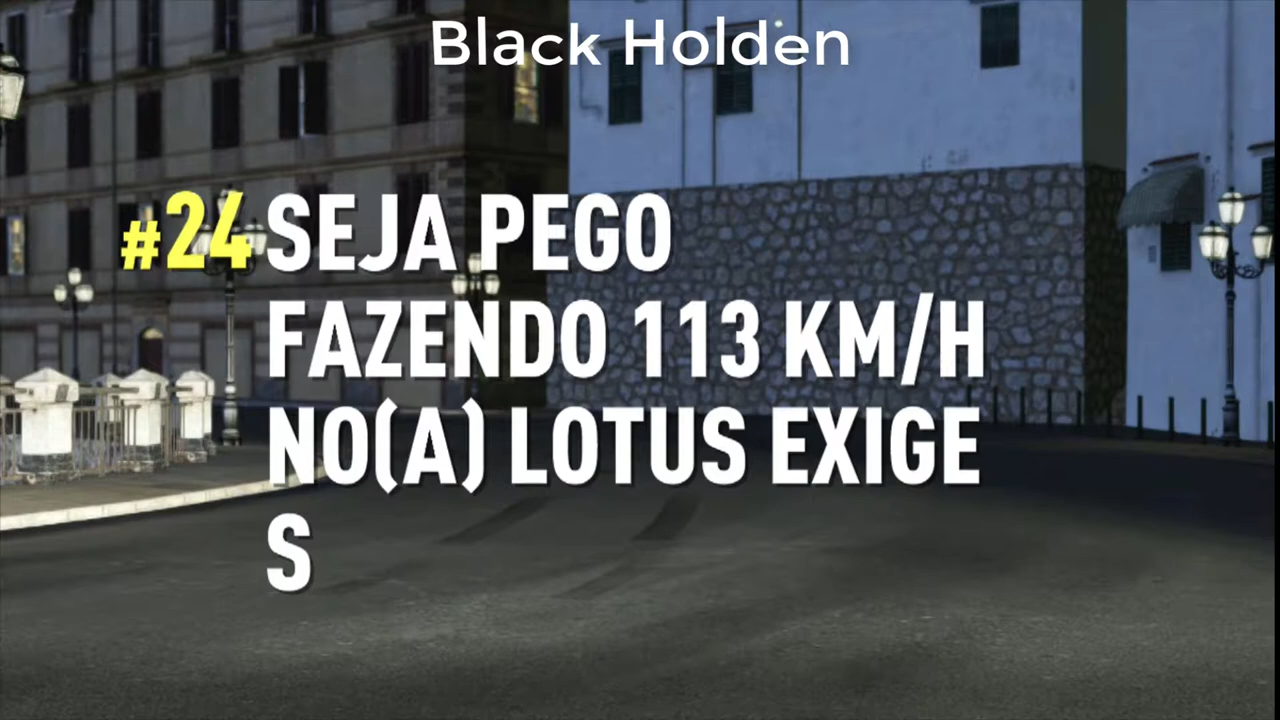 Black Holden
#24 SEJA PEGO
FAZENDO 113 KM/H
NO(A) LOTUS EXIGE
S